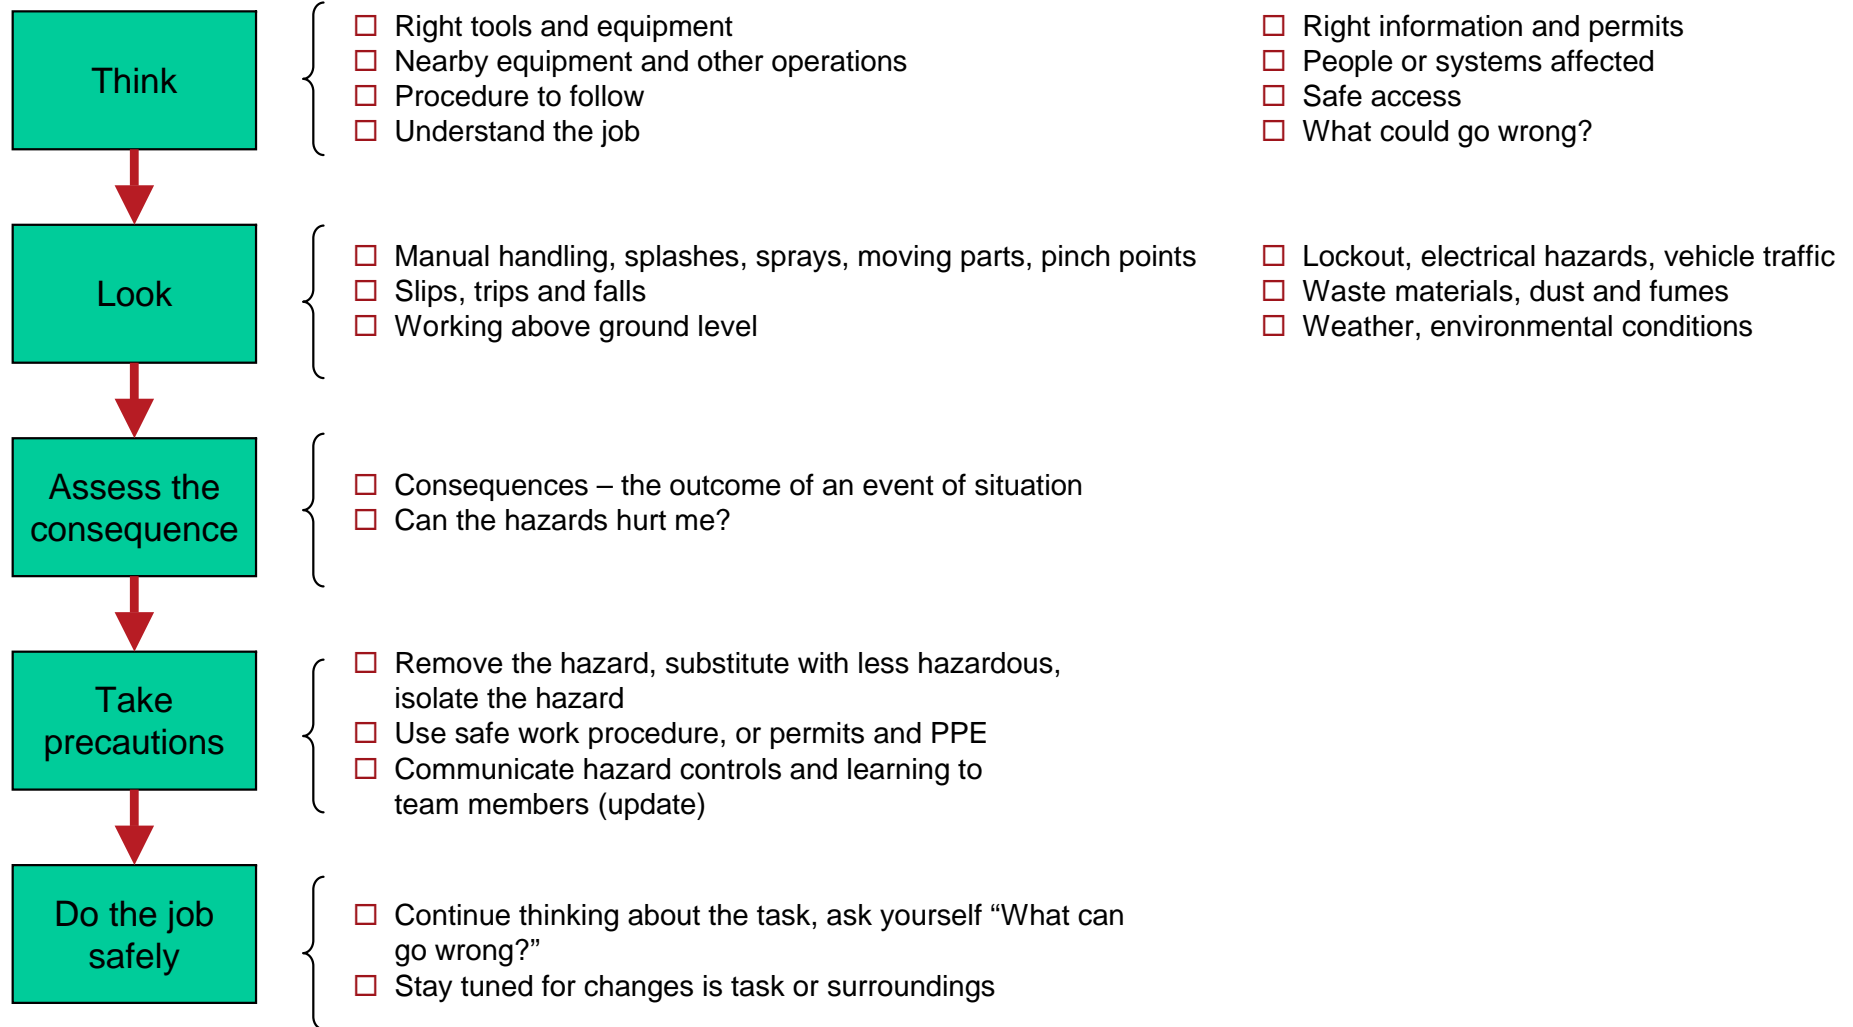 Think
☐ Right tools and equipment
☐ Nearby equipment and other operations
☐ Procedure to follow
☐ Understand the job
☐ Right information and permits
☐ People or systems affected
☐ Safe access
☐ What could go wrong?
Look
☐ Manual handling, splashes, sprays, moving parts, pinch points
☐ Slips, trips and falls
☐ Working above ground level
☐ Lockout, electrical hazards, vehicle traffic
☐ Waste materials, dust and fumes
☐ Weather, environmental conditions
Assess the
consequence
☐ Consequences – the outcome of an event of situation
☐ Can the hazards hurt me?
Take
precautions
☐ Remove the hazard, substitute with less hazardous,
isolate the hazard
☐ Use safe work procedure, or permits and PPE
☐ Communicate hazard controls and learning to
team members (update)
Do the job
safely
☐ Continue thinking about the task, ask yourself “What can
go wrong?”
☐ Stay tuned for changes is task or surroundings